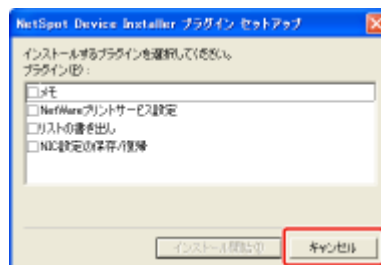 NetSpot Device Installer プラグイン セットアップ
インストールするプラグインを選択してください。
プラグイン(P):
メモ
NetWareプリントサービス設定
リストの書き出し
NIC設定の保存/復帰
インストール開始(I)
キャンセル